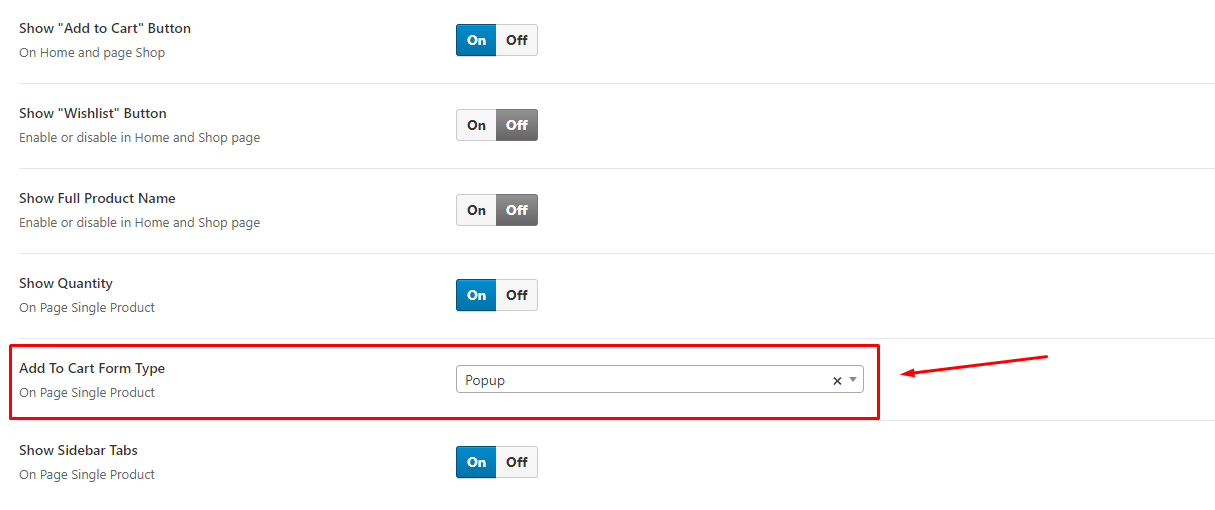 Show "Add to Cart" Button
On Home and page Shop
On Off
Show "Wishlist" Button
Enable or disable in Home and Shop page
On Off
Show Full Product Name
Enable or disable in Home and Shop page
On Off
Show Quantity
On Page Single Product
On Off
Add To Cart Form Type
On Page Single Product
Popup
Show Sidebar Tabs
On Page Single Product
On Off